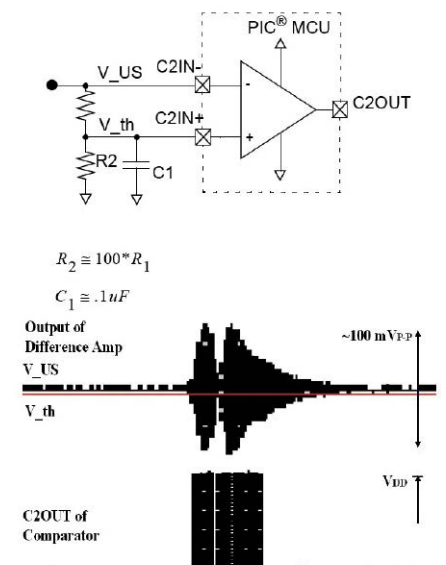 PIC® MCU
V_US
C2IN-
-
C2OUT
V_th
C2IN+
+
R2
C1
R₂ ≅ 100*R₁
C₁ ≅ .1uF
Output of
Difference Amp
~100 mVP-P
V_US
V_th
VDD
C2OUT of
Comparator